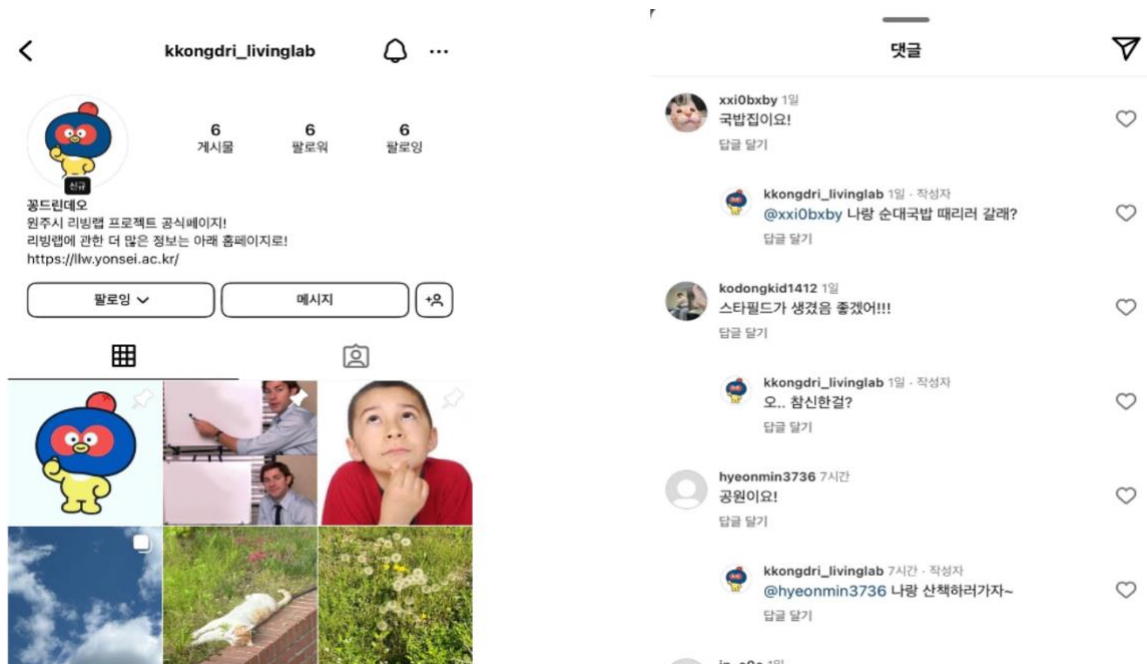 kkongdri_livinglab
6 6 6
게시물 팔로워 팔로잉
신규
꽁드린데오
원주시 리빙랩 프로젝트 공식페이지!
리빙랩에 관한 더 많은 정보는 아래 홈페이지로!
https://llw.yonsei.ac.kr/
팔로잉 메시지
댓글
xxi0bxby 1일
국밥집이요!
답글 달기
kkongdri_livinglab 1일 · 작성자
@xxi0bxby 나랑 순대국밥 때리러 갈래?
답글 달기
kodongkid1412 1일
스타필드가 생겼음 좋겠어!!!
답글 달기
kkongdri_livinglab 1일 · 작성자
오.. 참신한걸?
답글 달기
hyeonmin3736 7시간
공원이요!
답글 달기
kkongdri_livinglab 7시간 · 작성자
@hyeonmin3736 나랑 산책하러가자~
답글 달기